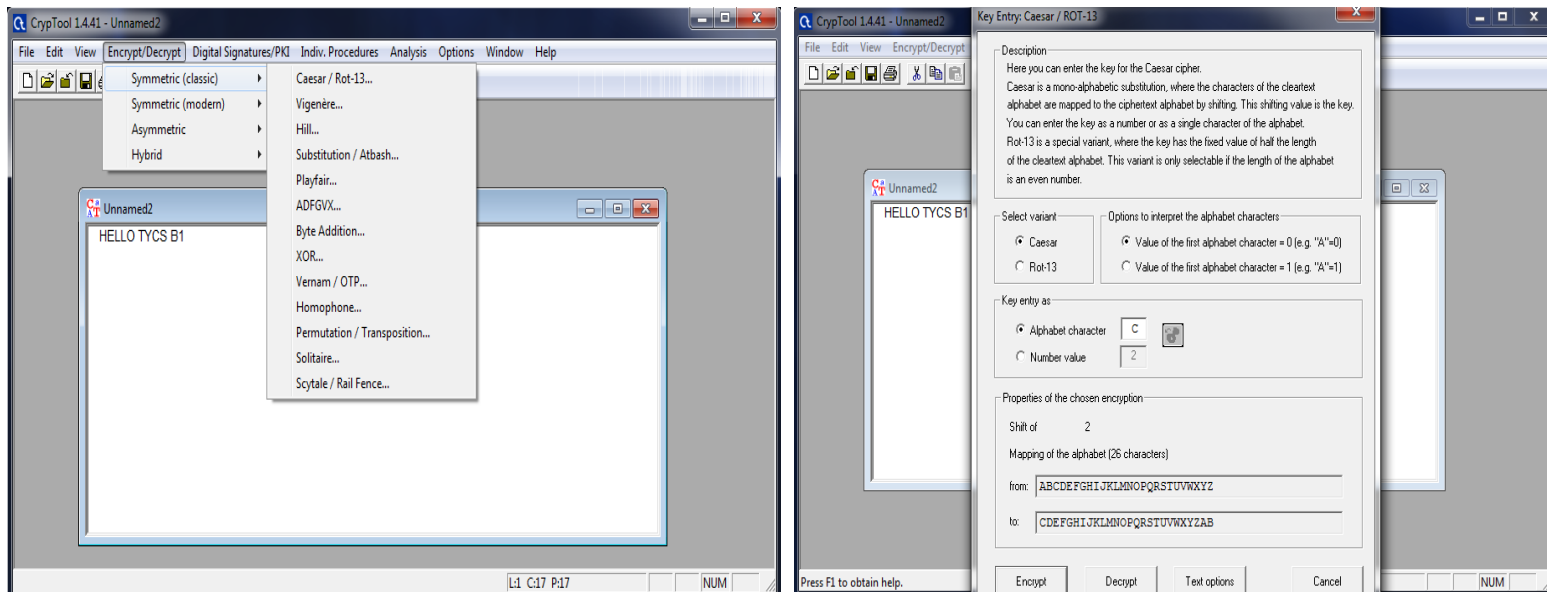 CrypTool 1.4.41 - Unnamed2
File Edit View Encrypt/Decrypt Digital Signatures/PKI Indiv. Procedures Analysis Options Window Help
Symmetric (classic)
Symmetric (modern)
Asymmetric
Hybrid
Caesar / Rot-13...
Vigenère...
Hill...
Substitution / Atbash...
Playfair...
ADFGVX...
Byte Addition...
XOR...
Vernam / OTP...
Homophone...
Permutation / Transposition...
Solitaire...
Scytale / Rail Fence...
Unnamed2
HELLO TYCS B1
L:1 C:17 P:17 NUM
CrypTool 1.4.41 - Unnamed2
File Edit View Encrypt/Decrypt
Unnamed2
HELLO TYCS B1
Press F1 to obtain help.
NUM
Key Entry: Caesar / ROT-13
Description
Here you can enter the key for the Caesar cipher.
Caesar is a mono-alphabetic substitution, where the characters of the cleartext
alphabet are mapped to the ciphertext alphabet by shifting. This shifting value is the key.
You can enter the key as a number or as a single character of the alphabet.
Rot-13 is a special variant, where the key has the fixed value of half the length
of the cleartext alphabet. This variant is only selectable if the length of the alphabet
is an even number.
Select variant
Caesar
Rot-13
Options to interpret the alphabet characters
Value of the first alphabet character = 0 (e.g. "A"=0)
Value of the first alphabet character = 1 (e.g. "A"=1)
Key entry as
Alphabet character C
Number value 2
Properties of the chosen encryption
Shift of 2
Mapping of the alphabet (26 characters)
from: ABCDEFGHIJKLMNOPQRSTUVWXYZ
to: CDEFGHIJKLMNOPQRSTUVWXYZAB
Encrypt Decrypt Text options Cancel